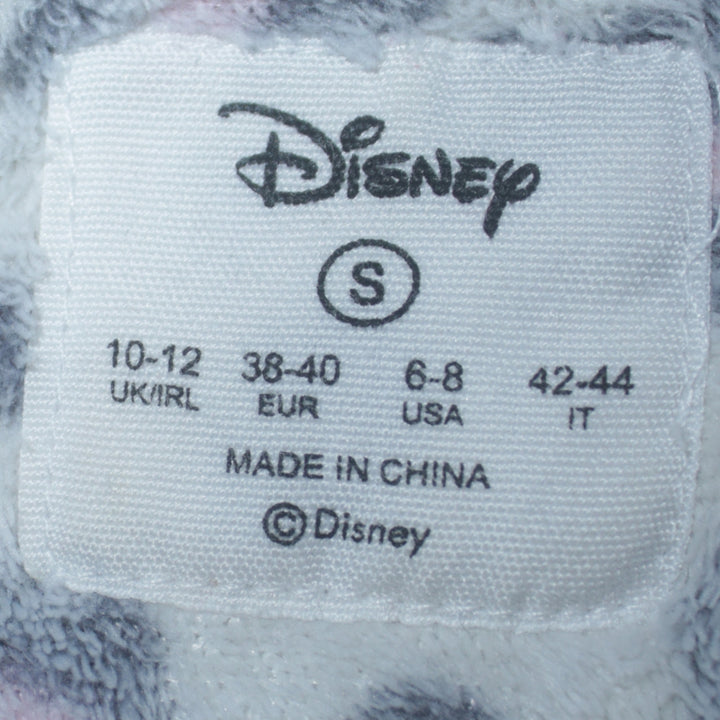 Disney
S
10-12 38-40 6-8 42-44
UK/IRL EUR USA IT
MADE IN CHINA
©Disney